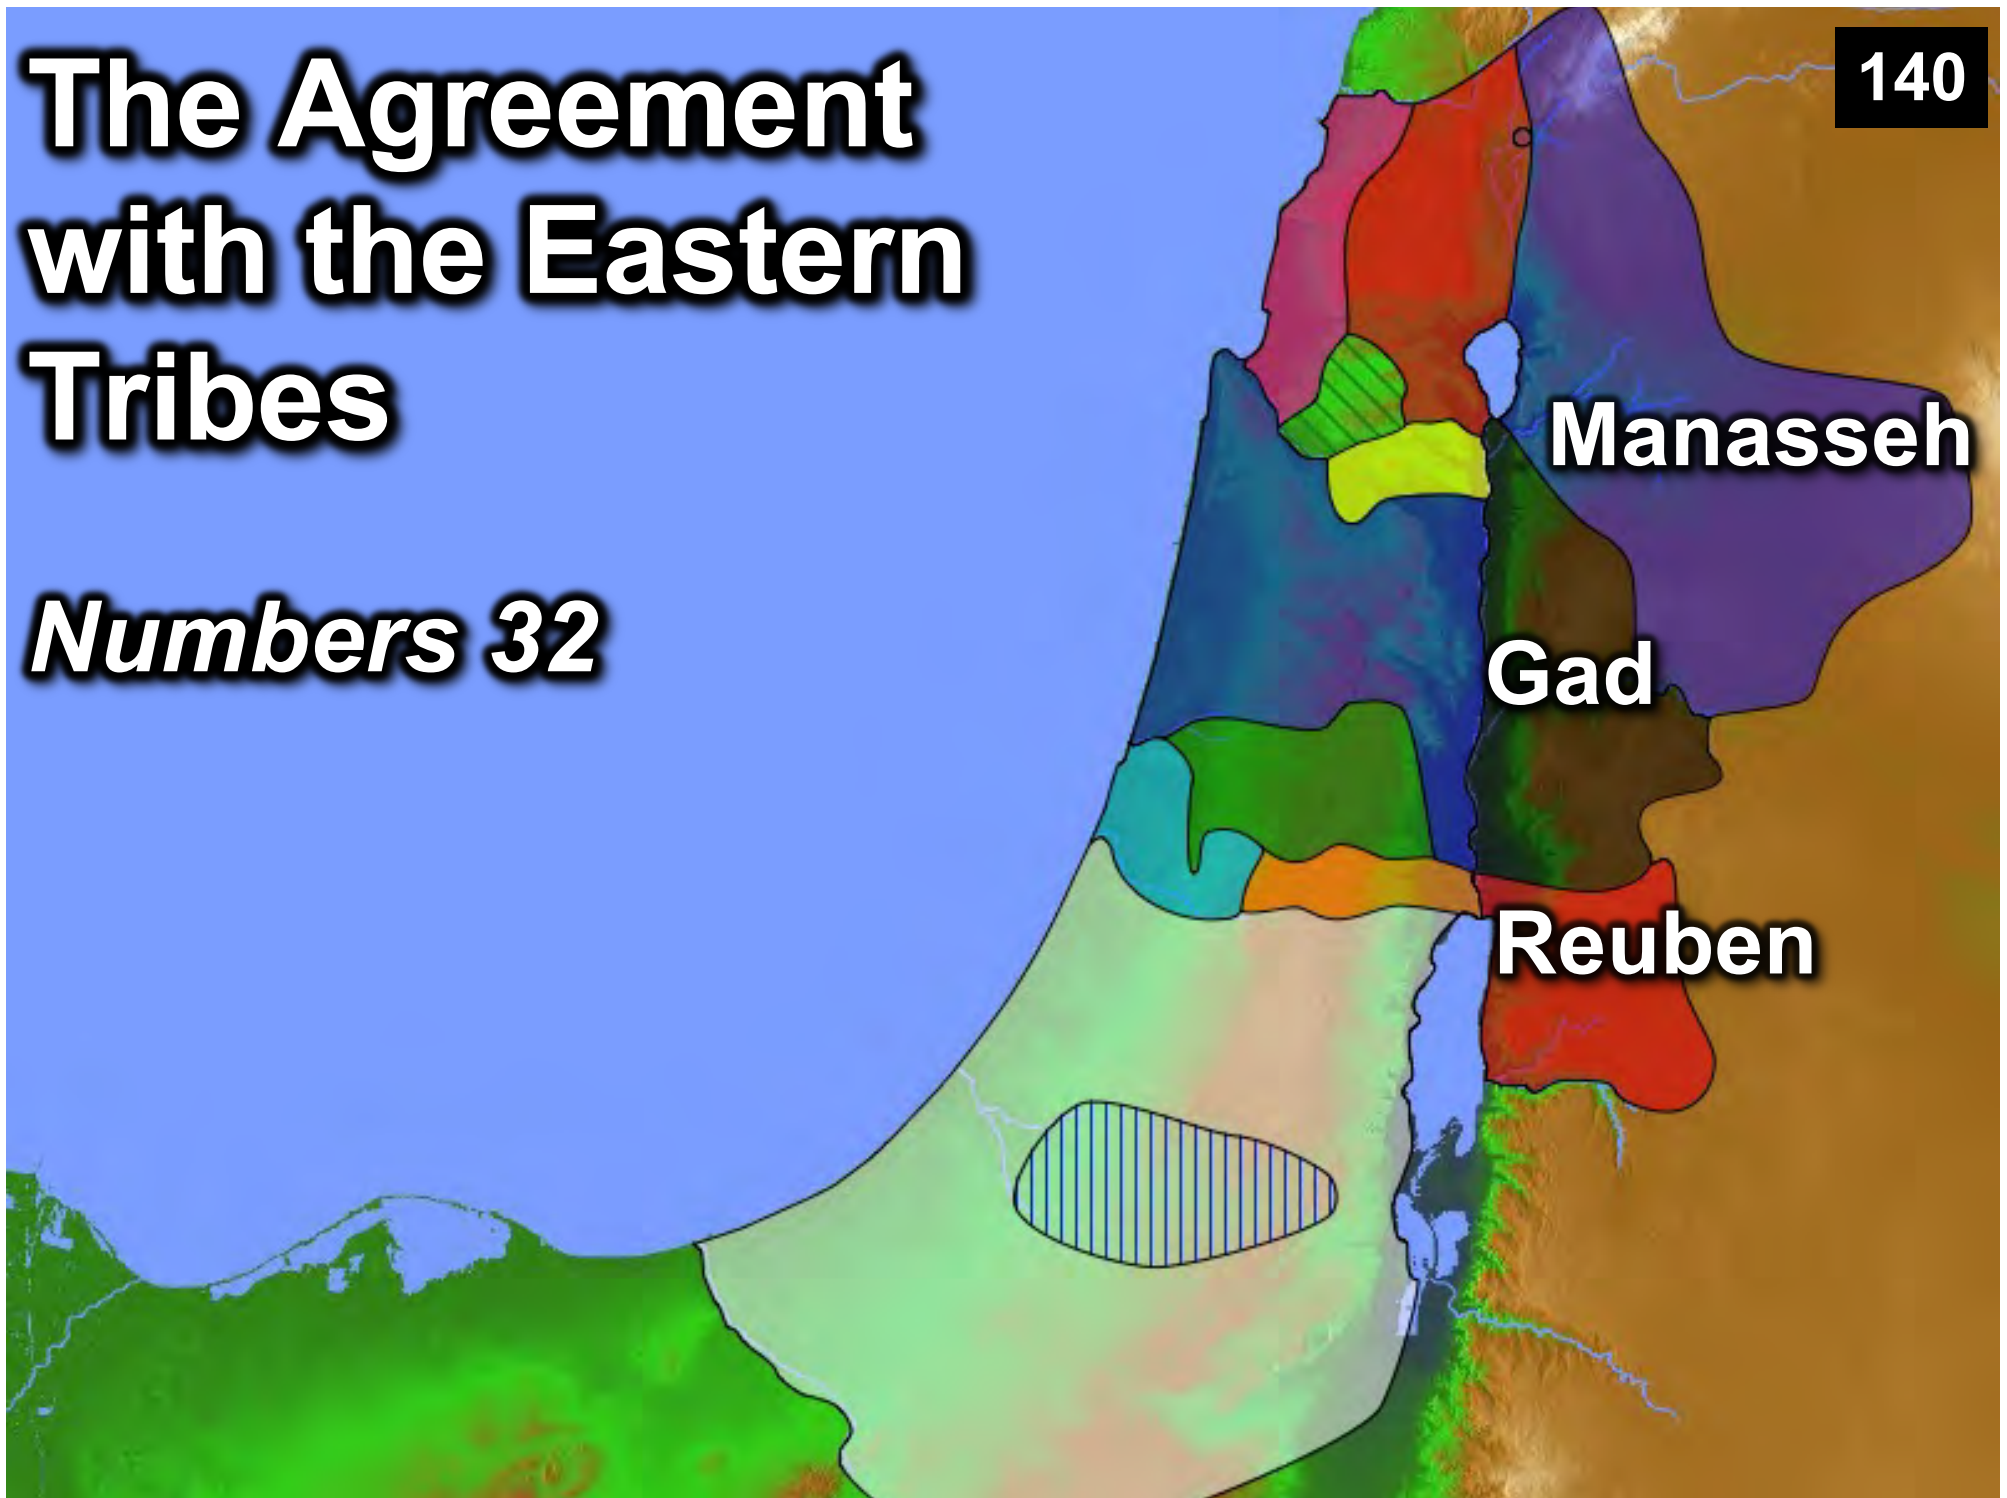 The Agreement
with the Eastern
Tribes
140
Numbers 32
Manasseh
Gad
Reuben